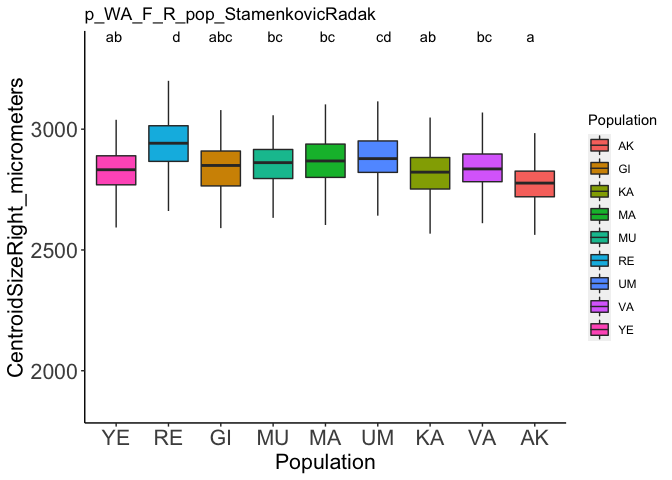 p_WA_F_R_pop_StamenkovicRadak
ab d abc bc bc cd ab bc a
CentroidSizeRight_micrometers
3000
2500
2000
YE RE GI MU MA UM KA VA AK
Population
Population
AK
GI
KA
MA
MU
RE
UM
VA
YE